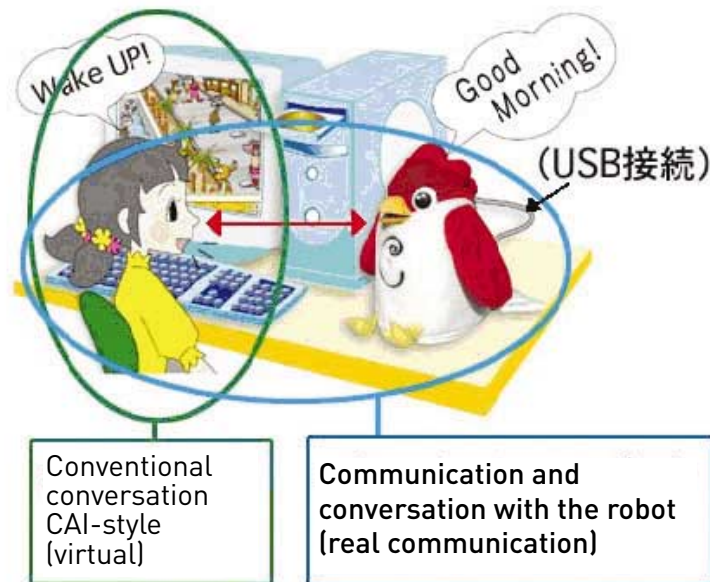 Wake UP!
Good
Morning!
(USB接続)
Conventional
conversation
CAI-style
(virtual)
Communication and
conversation with the robot
(real communication)